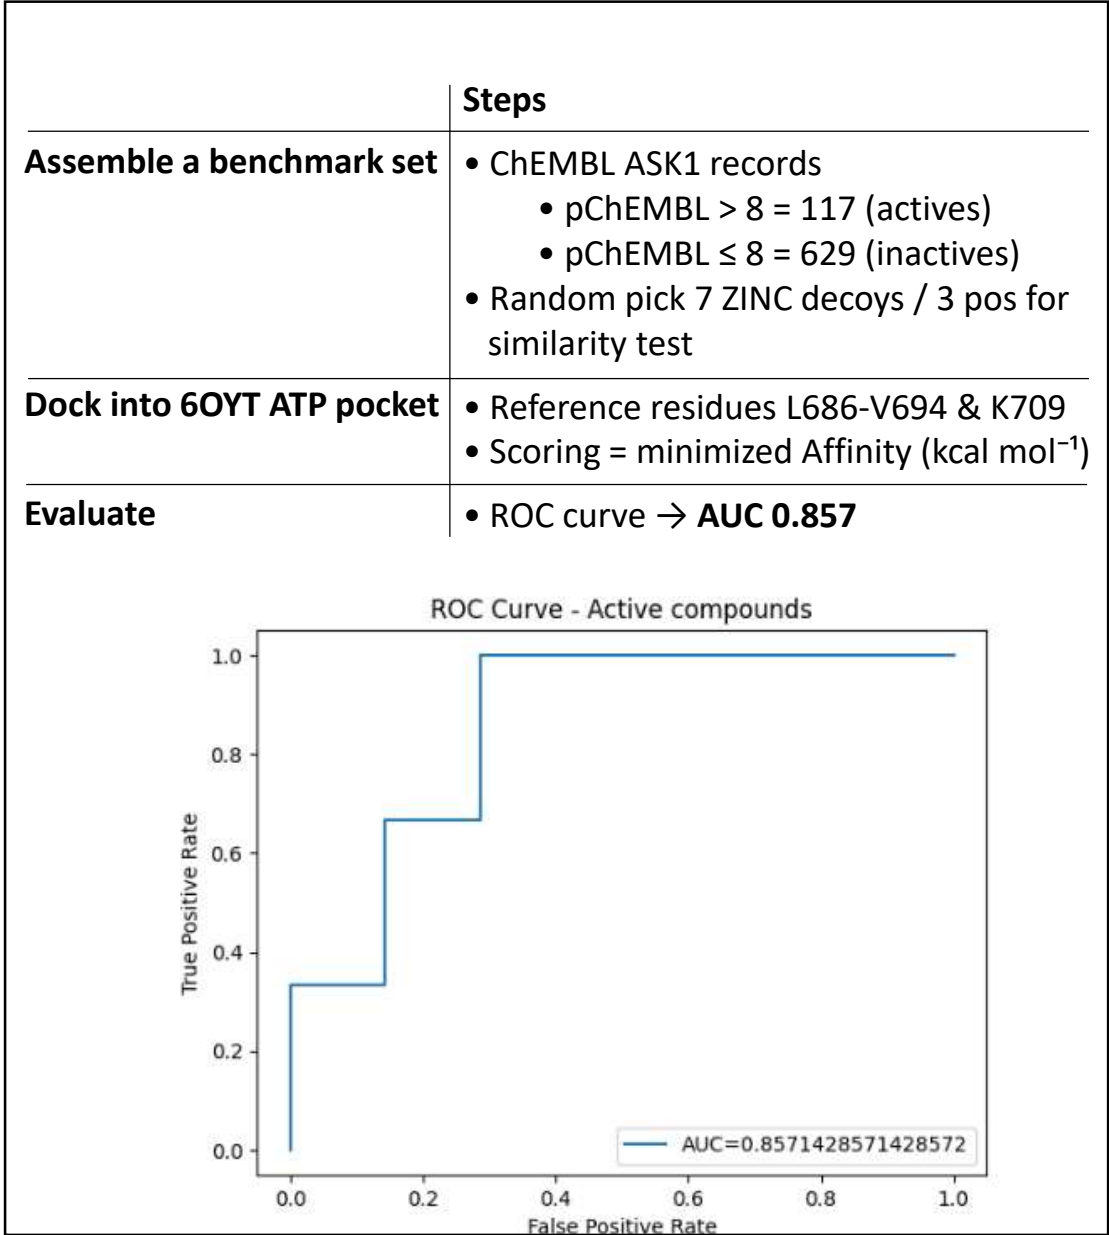 Steps
Assemble a benchmark set
• ChEMBL ASK1 records
• pChEMBL > 8 = 117 (actives)
• pChEMBL ≤ 8 = 629 (inactives)
• Random pick 7 ZINC decoys / 3 pos for
similarity test
Dock into 6OYT ATP pocket
• Reference residues L686-V694 & K709
• Scoring = minimized Affinity (kcal mol⁻¹)
Evaluate
• ROC curve → AUC 0.857
ROC Curve - Active compounds
True Positive Rate
1.0
0.8
0.6
0.4
0.2
0.0
AUC=0.8571428571428572
0.0 0.2 0.4 0.6 0.8 1.0
False Positive Rate